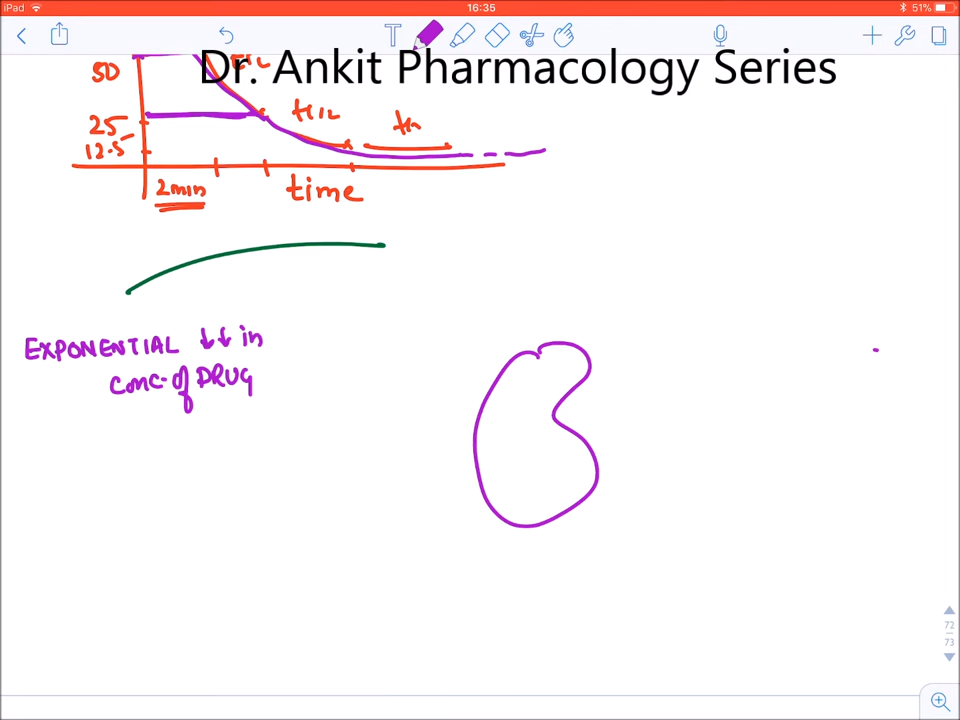 iPad 16:35 51%
T
Dr. Ankit Pharmacology Series
50
t1/2
25
12.5
2min time
EXPONENTIAL ↓↓ in
conc. of DRUG
72
73